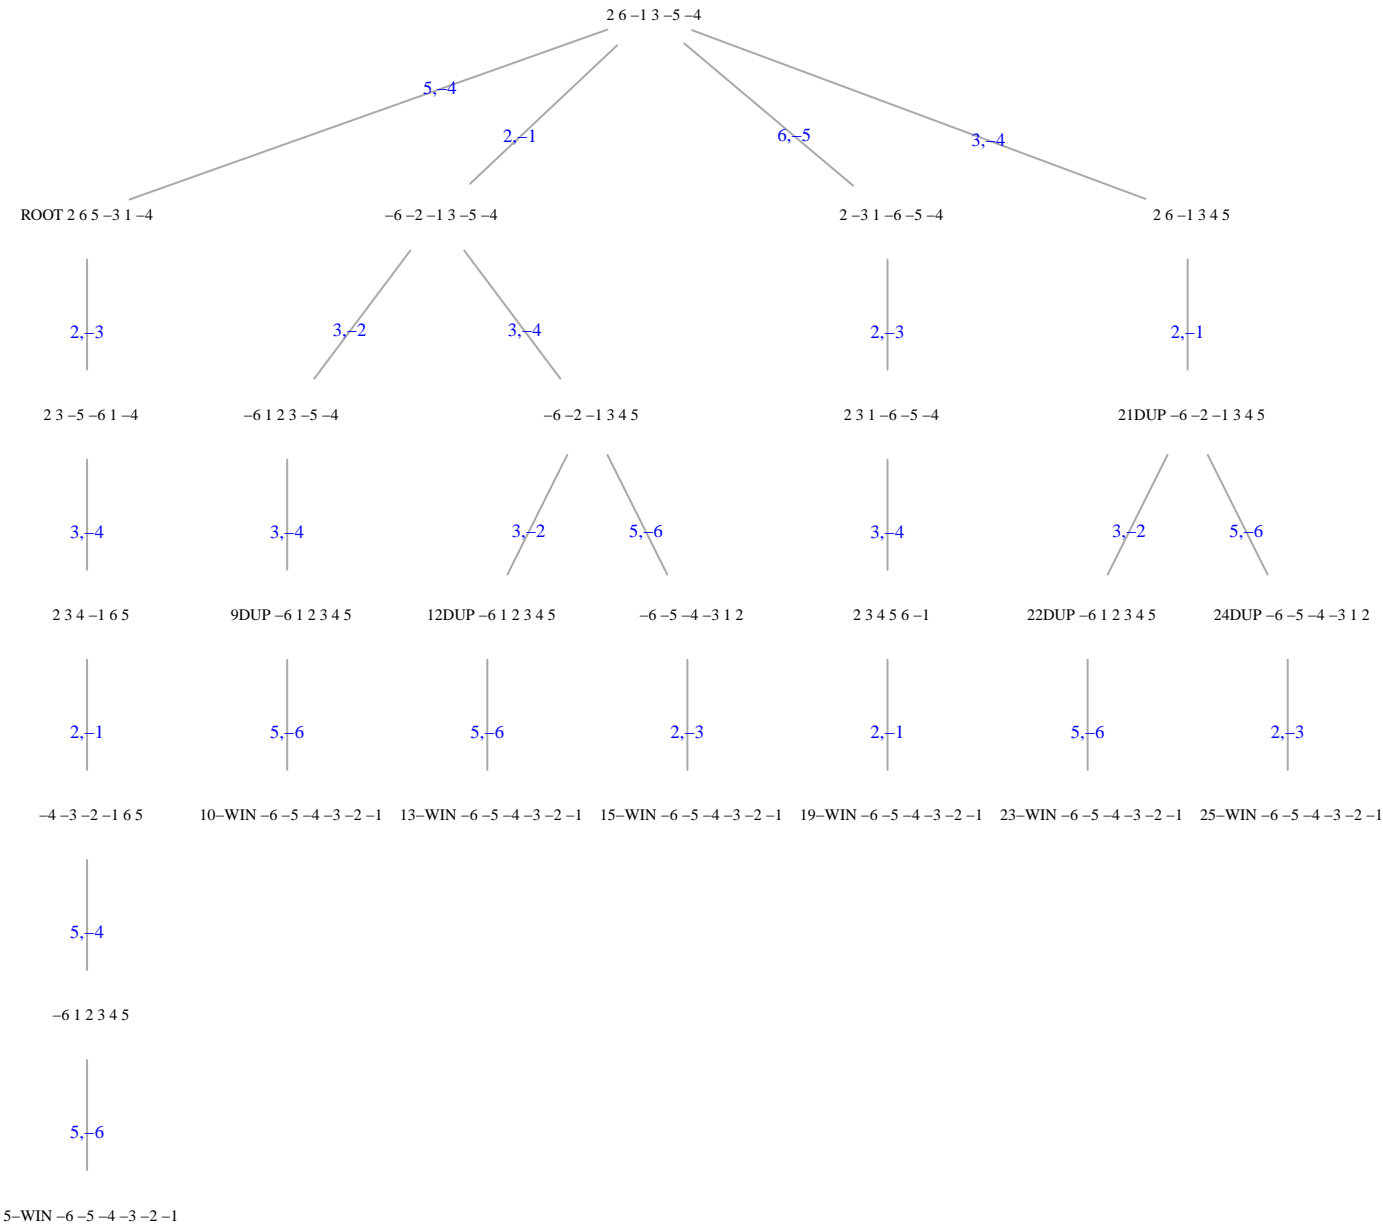 2 6 –1 3 –5 –4
5,–4
2,–1
6,–5
3,–4
ROOT 2 6 5 –3 1 –4
–6 –2 –1 3 –5 –4
2 –3 1 –6 –5 –4
2 6 –1 3 4 5
2,–3
3,–2
3,–4
2,–3
2,–1
2 3 –5 –6 1 –4
–6 1 2 3 –5 –4
–6 –2 –1 3 4 5
2 3 1 –6 –5 –4
21DUP –6 –2 –1 3 4 5
3,–4
3,–4
3,–2
5,–6
3,–4
3,–2
5,–6
2 3 4 –1 6 5
9DUP –6 1 2 3 4 5
12DUP –6 1 2 3 4 5
–6 –5 –4 –3 1 2
2 3 4 5 6 –1
22DUP –6 1 2 3 4 5
24DUP –6 –5 –4 –3 1 2
2,–1
5,–6
5,–6
2,–3
2,–1
5,–6
2,–3
–4 –3 –2 –1 6 5
10–WIN –6 –5 –4 –3 –2 –1
13–WIN –6 –5 –4 –3 –2 –1
15–WIN –6 –5 –4 –3 –2 –1
19–WIN –6 –5 –4 –3 –2 –1
23–WIN –6 –5 –4 –3 –2 –1
25–WIN –6 –5 –4 –3 –2 –1
5,–4
–6 1 2 3 4 5
5,–6
5–WIN –6 –5 –4 –3 –2 –1